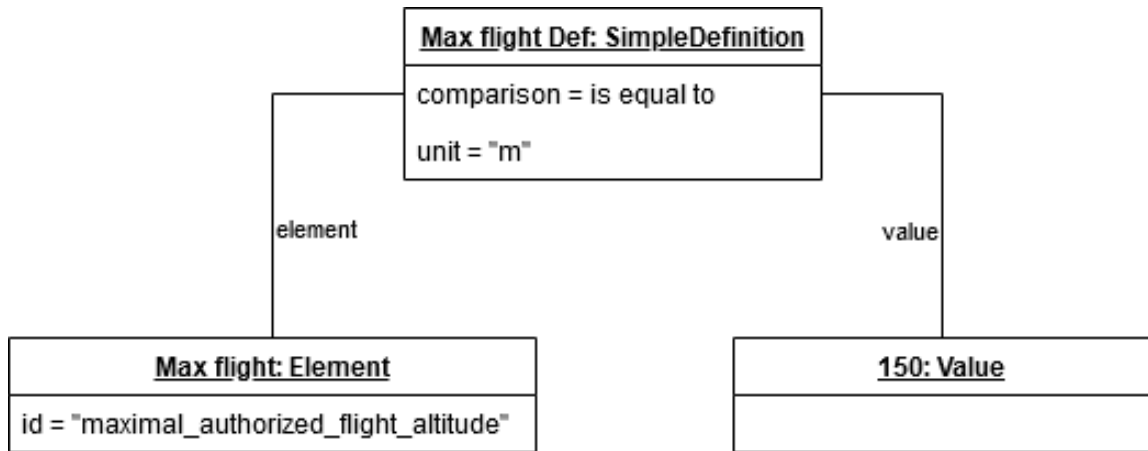 Max flight Def: SimpleDefinition
comparison = is equal to
unit = "m"
element
value
Max flight: Element
id = "maximal_authorized_flight_altitude"
150: Value